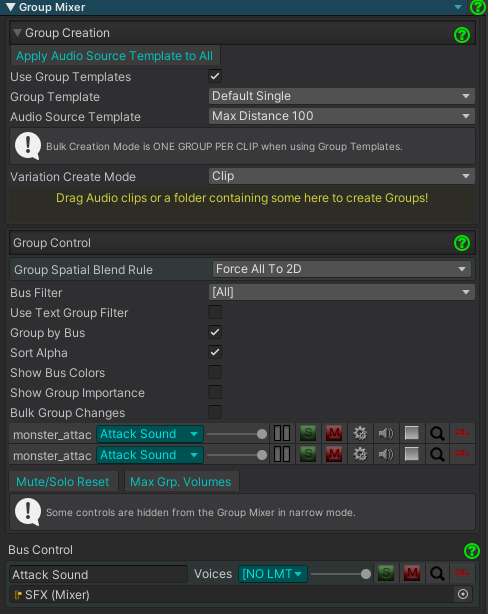 Group Mixer
Group Creation
Apply Audio Source Template to All
Use Group Templates
Group Template Default Single
Audio Source Template Max Distance 100
Bulk Creation Mode is ONE GROUP PER CLIP when using Group Templates.
Variation Create Mode Clip
Drag Audio clips or a folder containing some here to create Groups!
Group Control
Group Spatial Blend Rule Force All To 2D
Bus Filter [All]
Use Text Group Filter
Group by Bus
Sort Alpha
Show Bus Colors
Show Group Importance
Bulk Group Changes
monster_attac Attack Sound S M
monster_attac Attack Sound S M
Mute/Solo Reset Max Grp. Volumes
Some controls are hidden from the Group Mixer in narrow mode.
Bus Control
Attack Sound Voices [NO LMT S M
SFX (Mixer)